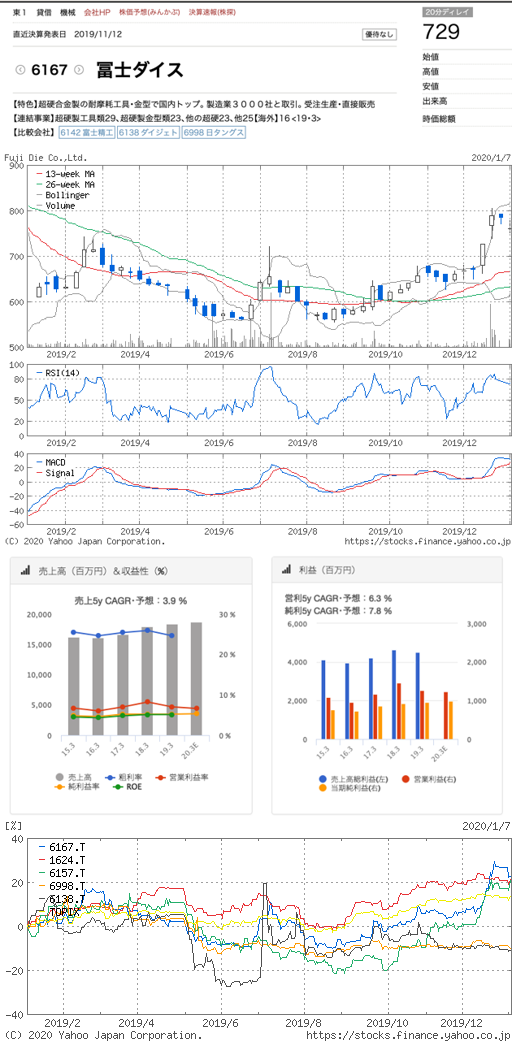 東１ 貸借 機械 会社HP 株価予想(みんかぶ) 決算速報(株探)
20分ディレイ
729
直近決算発表日 2019/11/12
優待なし
6167
冨士ダイス
始値
高値
安値
出来高
時価総額
【特色】超硬合金製の耐摩耗工具・金型で国内トップ。製造業３０００社と取引。受注生産・直接販売
【連結事業】超硬製工具類29、超硬製金型類23、他の超硬23、他25【海外】16 <19・3>
【比較会社】 6142 富士精工 6138 ダイジェト 6998 日タングス
Fuji Die Co.,Ltd.
2020/1/7
900
800
700
600
500
13-week MA
26-week MA
Bollinger
Volume
2019/2 2019/4 2019/6 2019/8 2019/10 2019/12
100
80
50
20
0
RSI(14)
2019/2 2019/4 2019/6 2019/8 2019/10 2019/12
40
20
0
−20
−40
−60
MACD
Signal
2019/2 2019/4 2019/6 2019/8 2019/10 2019/12
(C) 2020 Yahoo Japan Corporation.
https://stocks.finance.yahoo.co.jp
売上高（百万円）＆収益性（%）
売上5y CAGR・予想：3.9 %
20,000
15,000
10,000
5,000
0
30 %
20 %
10 %
0 %
15.3 16.3 17.3 18.3 19.3 20.3E
売上高 粗利率 営業利益率
純利益率 ROE
利益（百万円）
営利5y CAGR・予想：6.3 %
純利5y CAGR・予想：7.8 %
6,000
4,000
2,000
0
3,000
2,000
1,000
0
15.3 16.3 17.3 18.3 19.3 20.3E
売上高総利益(左) 営業利益(右)
当期純利益(右)
[%]
2020/1/7
40
20
0
−20
−40
6167.T
1624.T
6157.T
6998.T
6138.T
TOPIX
2019/2 2019/4 2019/6 2019/8 2019/10 2019/12
(C) 2020 Yahoo Japan Corporation.
https://stocks.finance.yahoo.co.jp